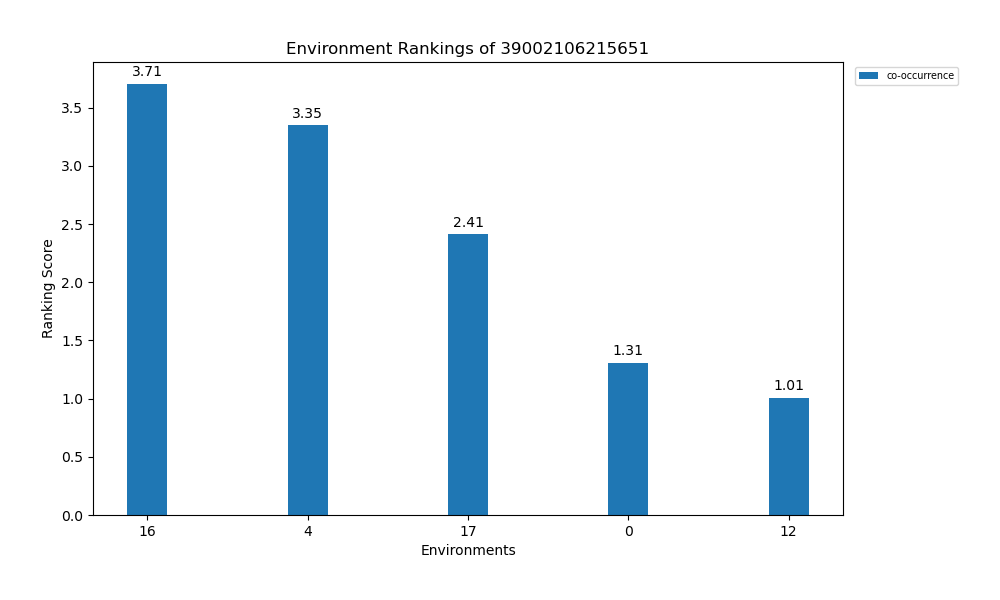 Environment Rankings of 39002106215651
co-occurrence
Ranking Score
3.5
3.0
2.5
2.0
1.5
1.0
0.5
0.0
3.71
3.35
2.41
1.31
1.01
16 4 17 0 12
Environments